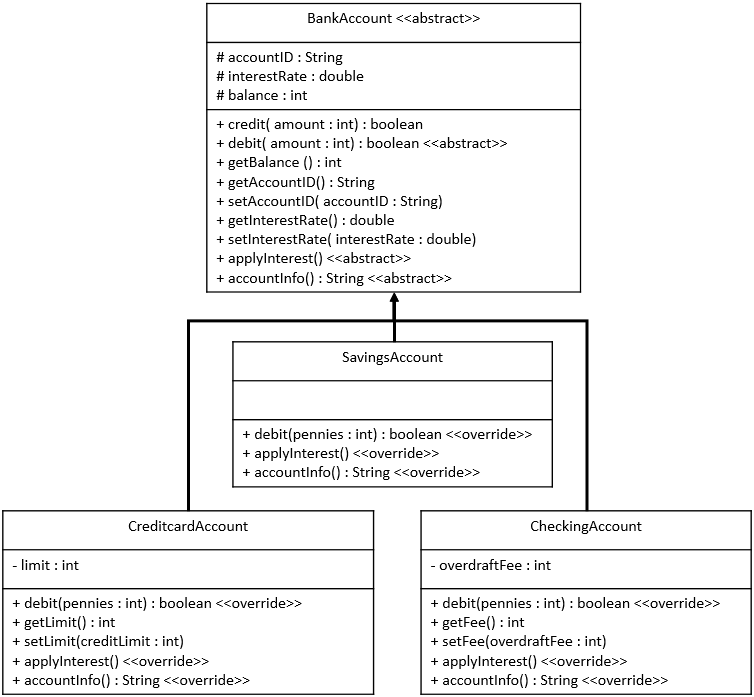 BankAccount <<abstract>>
# accountID : String
# interestRate : double
# balance : int
+ credit( amount : int) : boolean
+ debit( amount : int) : boolean <<abstract>>
+ getBalance () : int
+ getAccountID() : String
+ setAccountID( accountID : String)
+ getInterestRate() : double
+ setInterestRate( interestRate : double)
+ applyInterest() <<abstract>>
+ accountInfo() : String <<abstract>>
SavingsAccount
+ debit(pennies : int) : boolean <<override>>
+ applyInterest() <<override>>
+ accountInfo() : String <<override>>
CreditcardAccount
- limit : int
+ debit(pennies : int) : boolean <<override>>
+ getLimit() : int
+ setLimit(creditLimit : int)
+ applyInterest() <<override>>
+ accountInfo() : String <<override>>
CheckingAccount
- overdraftFee : int
+ debit(pennies : int) : boolean <<override>>
+ getFee() : int
+ setFee(overdraftFee : int)
+ applyInterest() <<override>>
+ accountInfo() : String <<override>>